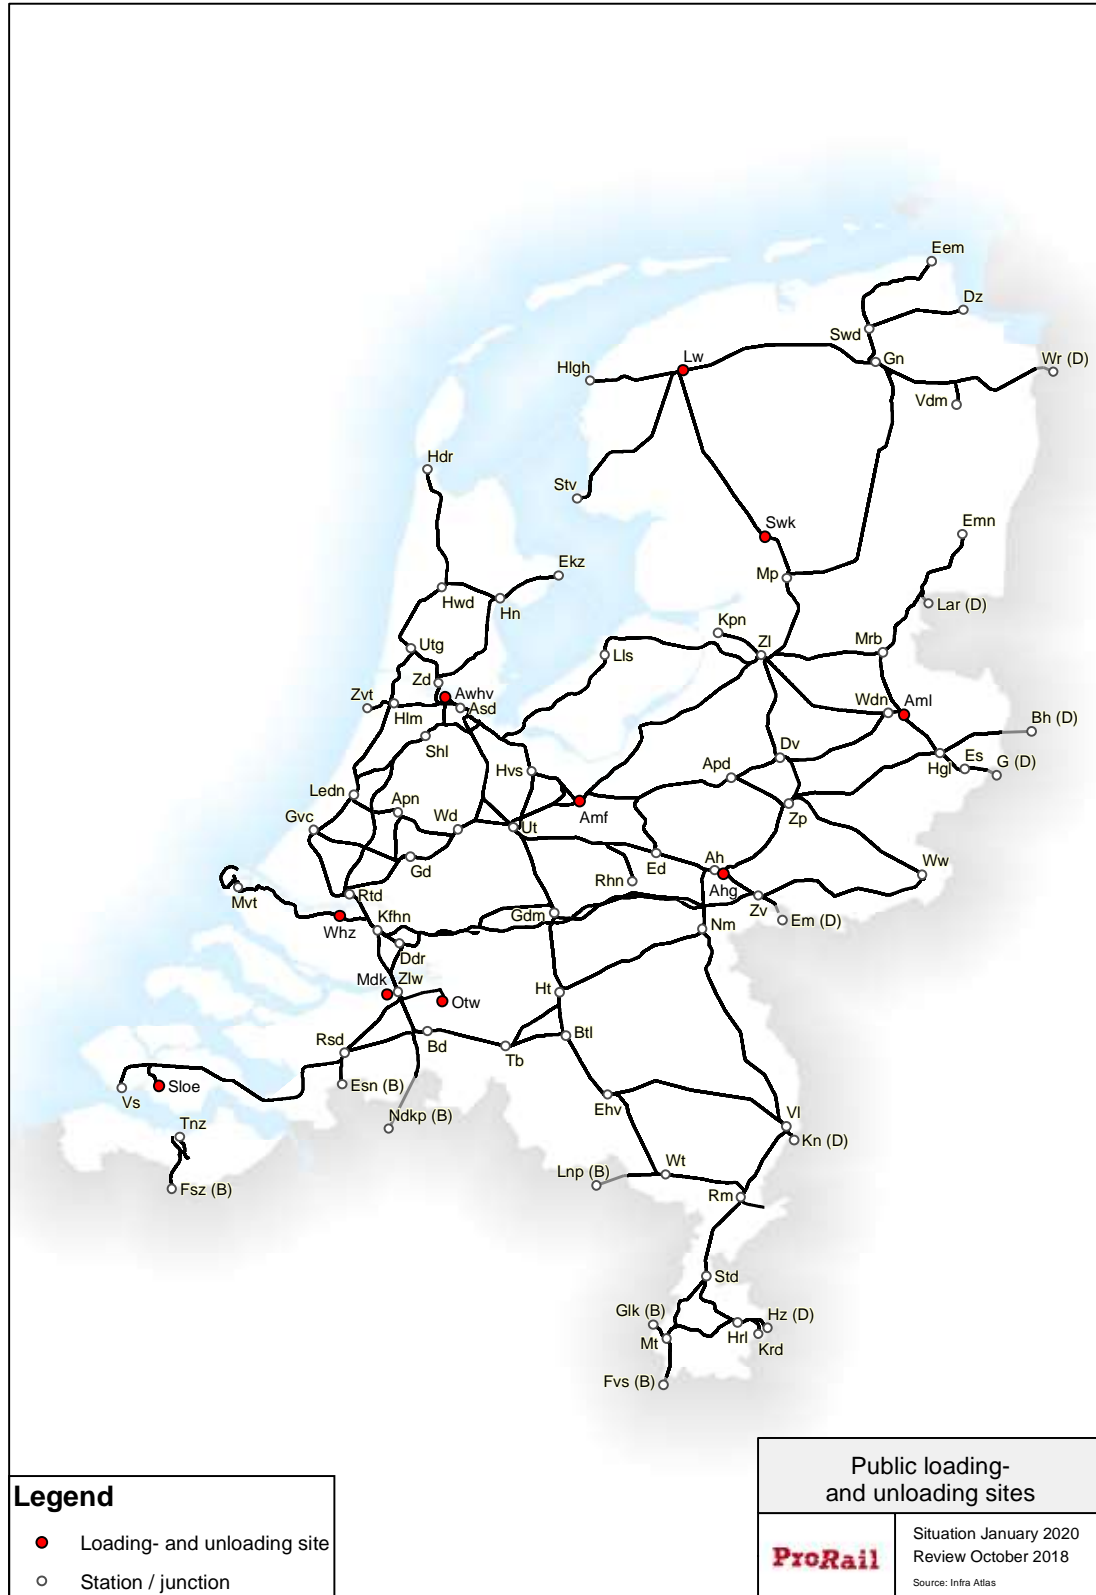 Eem
Dz
Swd
Gn
Lw
Wr (D)
Hlgh
Vdm
Hdr
Stv
Swk
Emn
Ekz
Mp
Hwd
Hn
Lar (D)
Kpn
Utg
Zl
Mrb
Lls
Zd
Awhv
Zvt
Hlm
Asd
Wdn
Aml
Bh (D)
Shl
Dv
Hvs
Apd
Hgl
Es
G (D)
Ledn
Apn
Gvc
Wd
Ut
Amf
Zp
Gd
Ed
Ah
Ww
Rhn
Ahg
Mvt
Rtd
Zv
Whz
Kfhn
Gdm
Em (D)
Nm
Ddr
Mdk
Zlw
Otw
Ht
Rsd
Bd
Tb
Btl
Vs
Sloe
Esn (B)
Ehv
Ndkp (B)
Tnz
Vl
Kn (D)
Fsz (B)
Lnp (B)
Wt
Rm
Std
Glk (B)
Hz (D)
Mt
Hrl
Krd
Fvs (B)
Legend
Loading- and unloading site
Station / junction
Public loading-
and unloading sites
ProRail
Situation January 2020
Review October 2018
Source: Infra Atlas